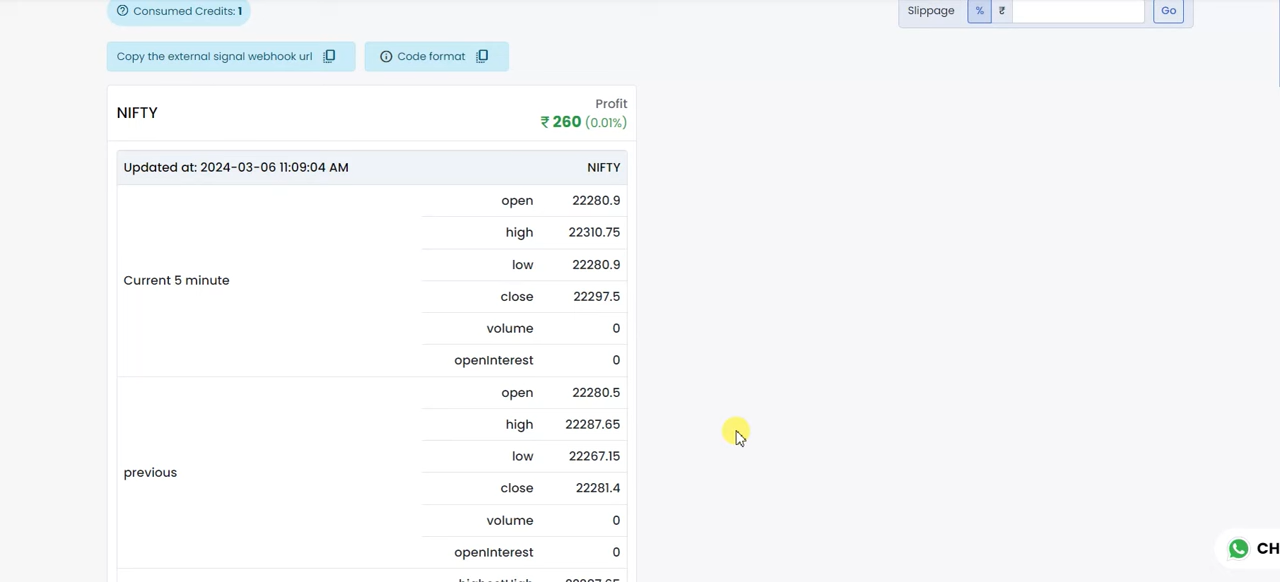 Consumed Credits: 1
Slippage % ₹ Go
Copy the external signal webhook url
Code format
NIFTY
Profit
₹ 260 (0.01%)
Updated at: 2024-03-06 11:09:04 AM NIFTY
Current 5 minute
open 22280.9
high 22310.75
low 22280.9
close 22297.5
volume 0
openInterest 0
previous
open 22280.5
high 22287.65
low 22267.15
close 22281.4
volume 0
openInterest 0
CH